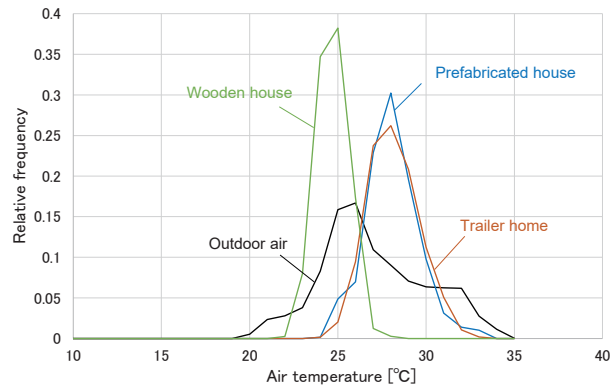 0.4
0.35
0.3
0.25
0.2
0.15
0.1
0.05
0
Relative frequency
Wooden house
Prefabricated house
Outdoor air
Trailer home
10 15 20 25 30 35 40
Air temperature [℃]